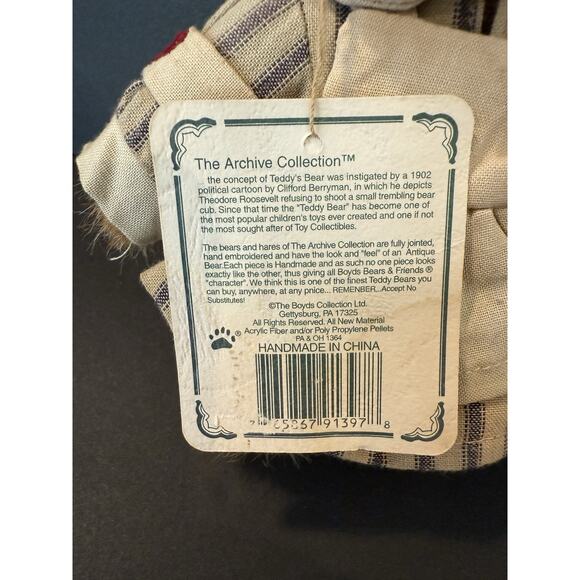 The Archive Collection™
... the concept of Teddy's Bear was instigated by a 1902
political cartoon by Clifford Berryman, in which he depicts
Theodore Roosevelt refusing to shoot a small trembling bear
cub. Since that time the "Teddy Bear" has become one of
the most popular children's toys ever created and one if not
the most sought after of Toy Collectibles.
The bears and hares of The Archive Collection are fully jointed,
hand embroidered and have the look and "feel" of an Antique
Bear.Each piece is Handmade and as such no one piece looks
exactly like the other, thus giving all Boyds Bears & Friends ®
"character". We think this is one of the finest Teddy Bears you
can buy, anywhere, at any price... REMENBER...Accept No
Substitutes!
©The Boyds Collection Ltd.
Gettysburg, PA 17325
All Rights Reserved. All New Material
Acrylic Fiber and/or Poly Propylene Pellets
PA & OH 1364
HANDMADE IN CHINA
®
7 65867 91397 8